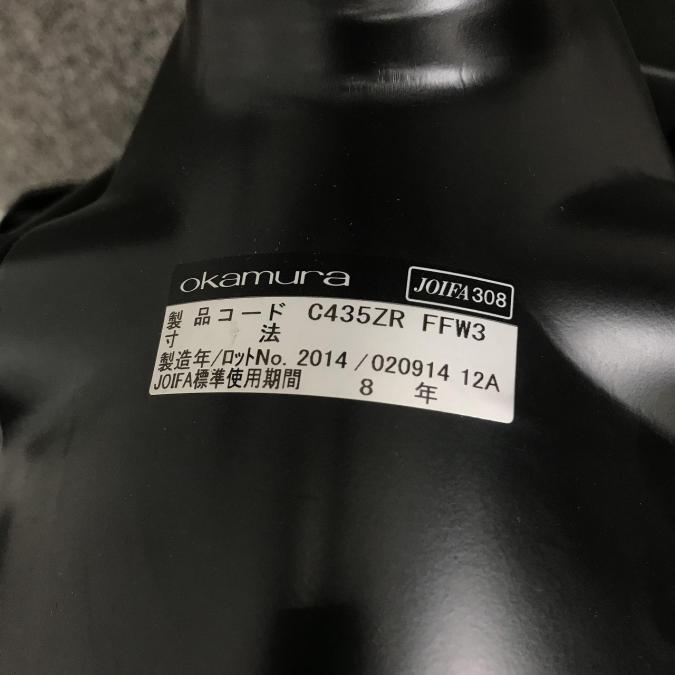 okamura
JOIFA308
製品コード C435ZR FFW3
寸法
製造年/ロットNo. 2014 / 020914 12A
JOIFA標準使用期間 8 年